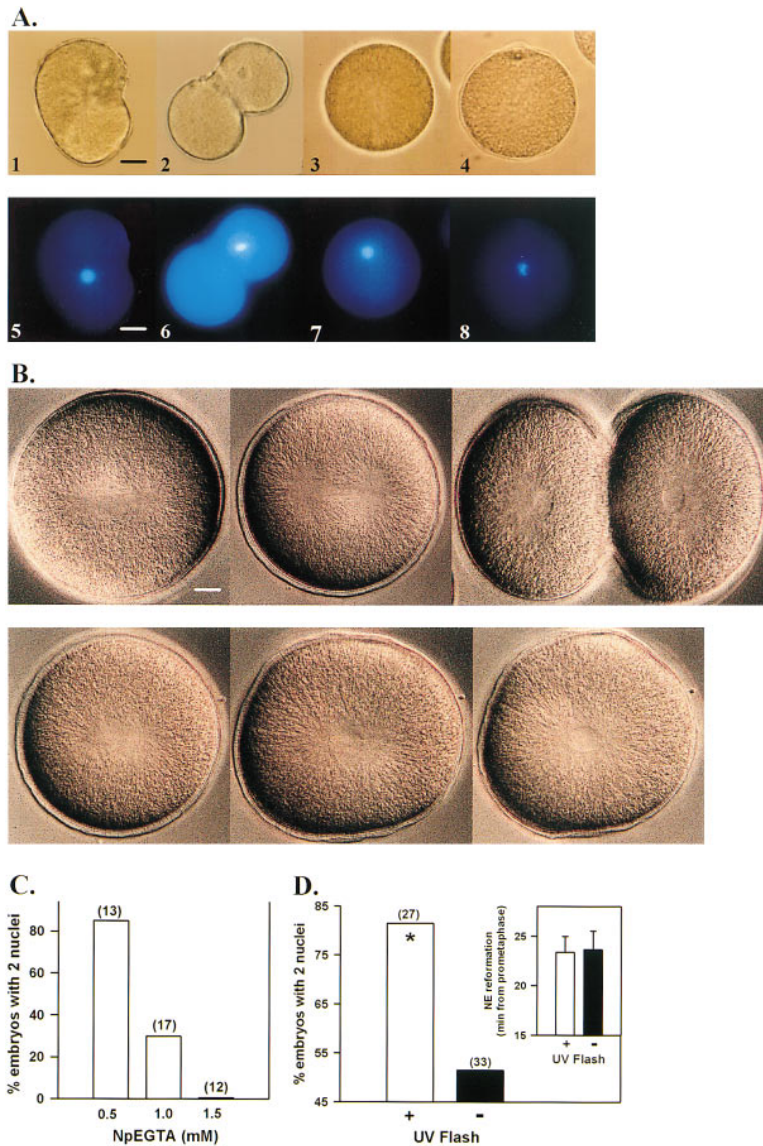 A.
1 2 3 4
5 6 7 8
B.
C.
% embryos with 2 nuclei
80
60
40
20
0
(13)
(17)
(12)
0.5 1.0 1.5
NpEGTA (mM)
D.
% embryos with 2 nuclei
85
75
65
55
45
(27)
*
(33)
+ -
UV Flash
NE reformation
(min from prometaphase)
25
22
15
+ -
UV Flash